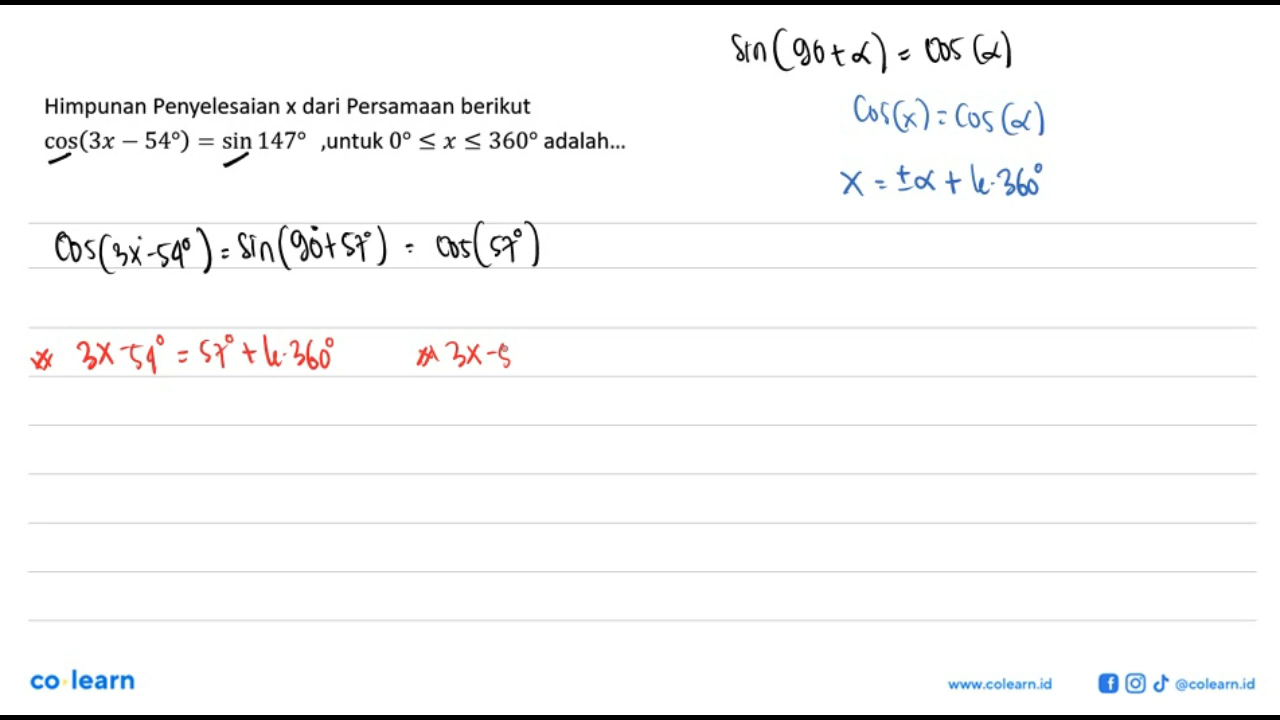 sin(90+α) = cos(α)
Himpunan Penyelesaian x dari Persamaan berikut
cos(x) = cos(α)
cos(3x − 54°) = sin 147° ,untuk 0° ≤ x ≤ 360° adalah...
x = ±α + k·360°
cos(3x-54°) = sin(90°+57°) = cos(57°)
3x-54° = 57° + k·360° 3x-5
co·learn www.colearn.id @colearn.id